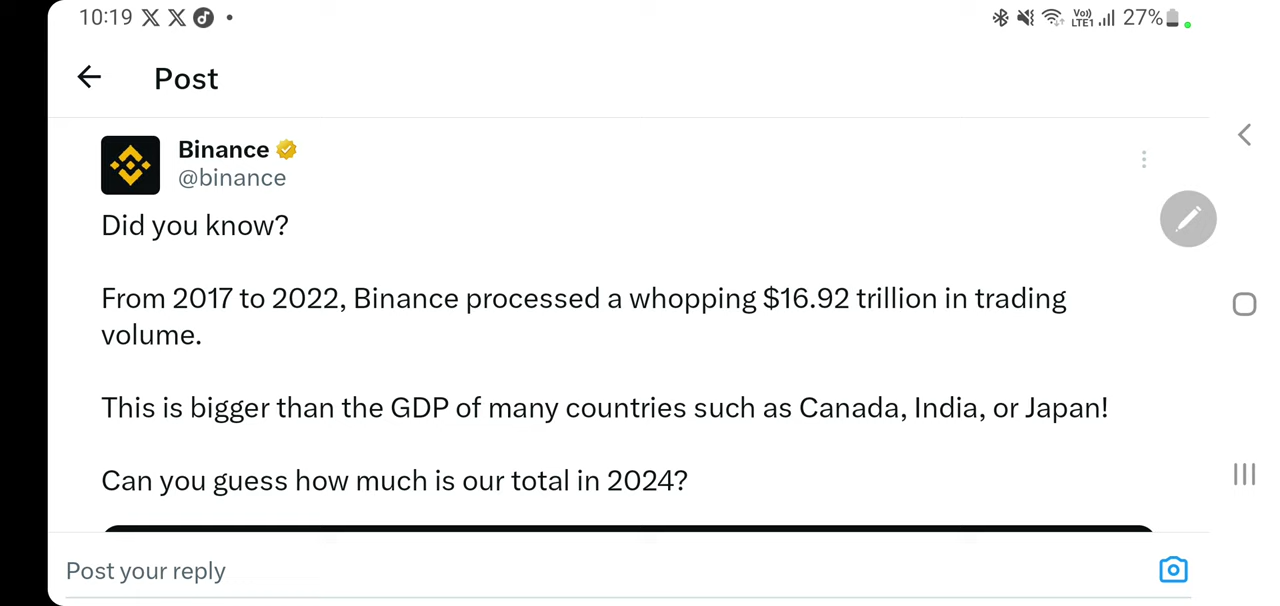 10:19
Vo))
LTE1
27%
Post
Binance
@binance
Did you know?
From 2017 to 2022, Binance processed a whopping $16.92 trillion in trading
volume.
This is bigger than the GDP of many countries such as Canada, India, or Japan!
Can you guess how much is our total in 2024?
Post your reply